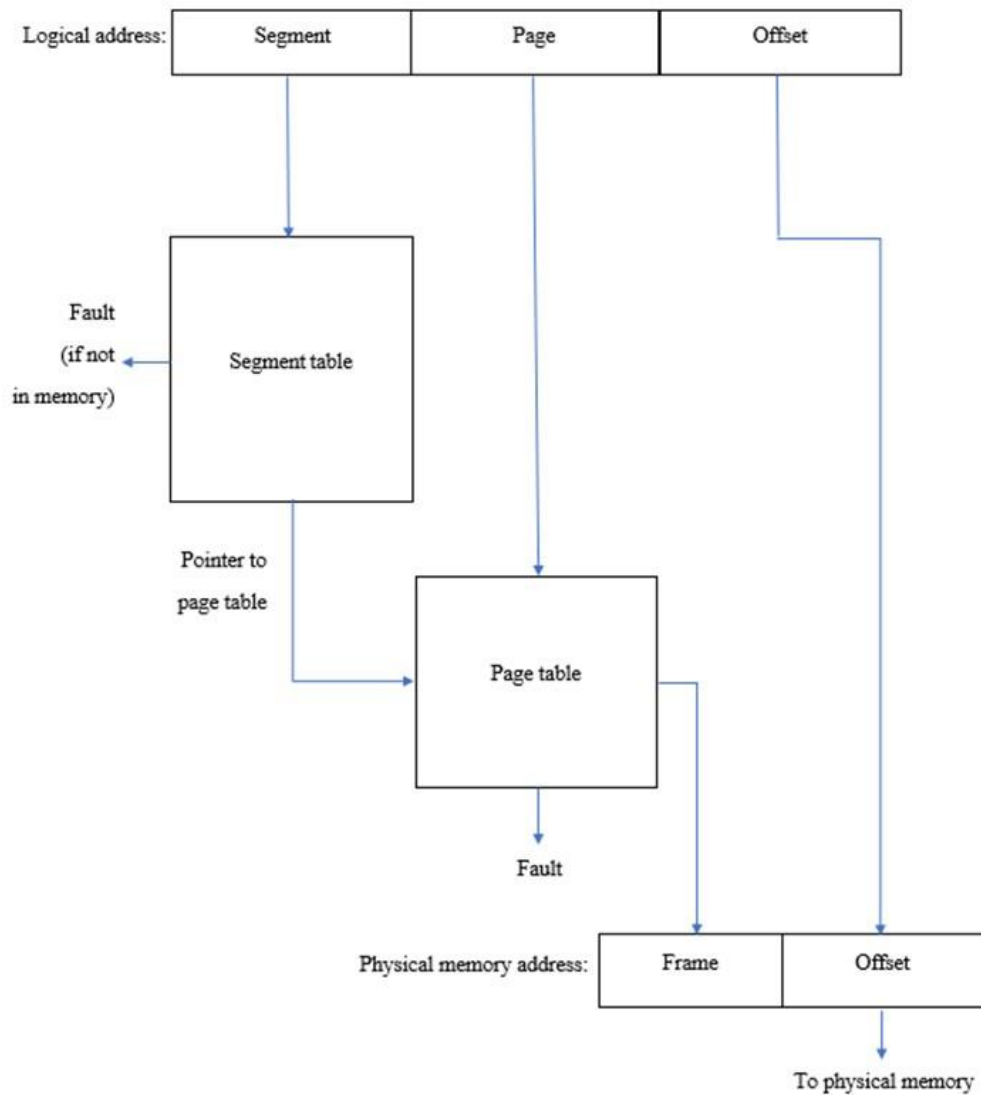 Logical address: Segment Page Offset
Fault
(if not
in memory)
Segment table
Pointer to
page table
Page table
Fault
Physical memory address: Frame Offset
To physical memory